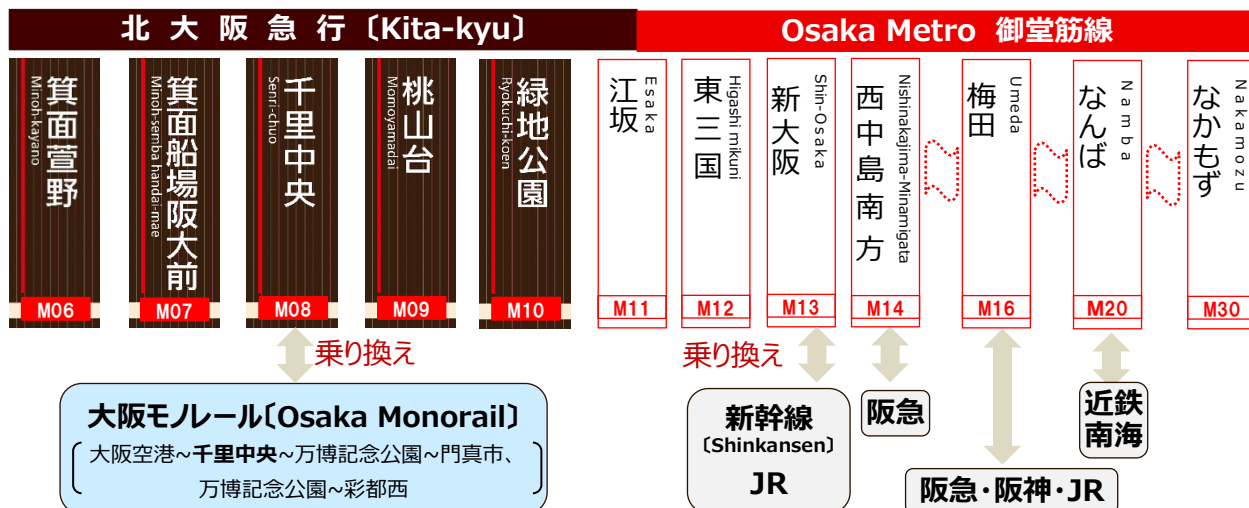 北大阪急行〔Kita-kyu〕
Osaka Metro 御堂筋線
箕面萱野
Minoh-kayano
M06
箕面船場阪大前
Minoh-semba handai-mae
M07
千里中央
Senri-chuo
M08
桃山台
Momoyamadai
M09
緑地公園
Ryokuchi-koen
M10
江坂
Esaka
M11
東三国
Higashi mikuni
M12
新大阪
Shin-Osaka
M13
西中島南方
Nishinakajima-Minamigata
M14
梅田
Umeda
M16
なんば
Namba
M20
なかもず
Nakamozu
M30
乗り換え
乗り換え
大阪モノレール〔Osaka Monorail〕
大阪空港~千里中央~万博記念公園~門真市、
万博記念公園~彩都西
新幹線
〔Shinkansen〕
JR
阪急
阪急・阪神・JR
近鉄
南海